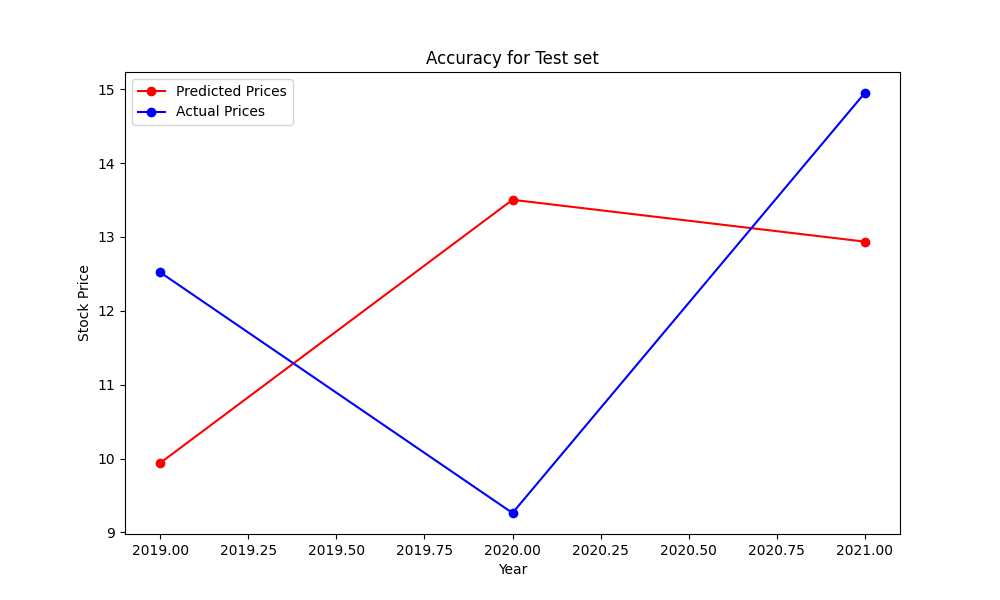 Accuracy for Test set
Predicted Prices
Actual Prices
15
14
13
12
11
10
9
Stock Price
2019.00 2019.25 2019.50 2019.75 2020.00 2020.25 2020.50 2020.75 2021.00
Year